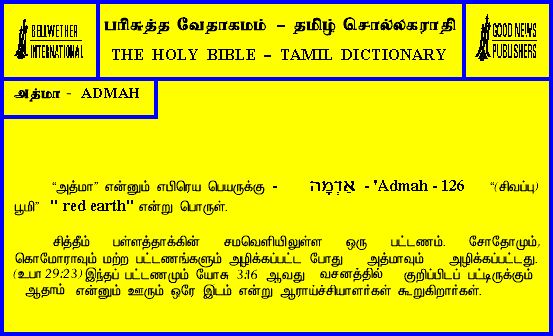 BELLWETHER
INTERNATIONAL
பரிசுத்த வேதாகமம் – தமிழ் சொல்லகராதி
THE HOLY BIBLE – TAMIL DICTIONARY
GOOD NEWS
PUBLISHERS
அத்மா - ADMAH
“அத்மா” என்னும் எபிரெய பெயருக்கு - אַדְמָה - 'Admah - 126 “(சிவப்பு)
பூமி” " red earth" என்று பொருள்.
சித்தீம் பள்ளத்தாக்கின் சமவெளியிலுள்ள ஒரு பட்டணம். சோதோமும்,
கொமோராவும் மற்ற பட்டணங்களும் அழிக்கப்பட்ட போது அத்மாவும் அழிக்கப்பட்டது.
(உபா 29:23) இந்தப் பட்டணமும் யோசு 3:16 ஆவது வசனத்தில் குறிப்பிடப் பட்டிருக்கும்
ஆதாம் என்னும் ஊரும் ஒரே இடம் என்று ஆராய்ச்சியாளர்கள் கூறுகிறார்கள்.